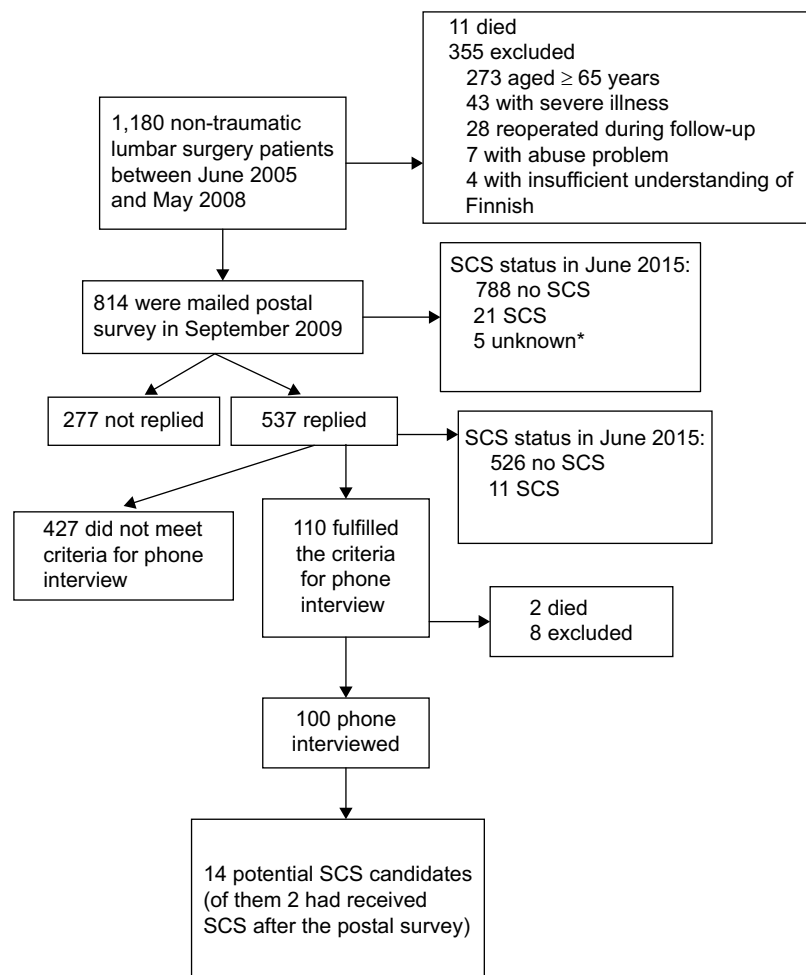 11 died
355 excluded
273 aged ≥ 65 years
43 with severe illness
28 reoperated during follow-up
7 with abuse problem
4 with insufficient understanding of
Finnish
1,180 non-traumatic
lumbar surgery patients
between June 2005
and May 2008
814 were mailed postal
survey in September 2009
SCS status in June 2015:
788 no SCS
21 SCS
5 unknown*
277 not replied
537 replied
SCS status in June 2015:
526 no SCS
11 SCS
427 did not meet
criteria for phone
interview
110 fulfilled
the criteria
for phone
interview
2 died
8 excluded
100 phone
interviewed
14 potential SCS candidates
(of them 2 had received
SCS after the postal survey)